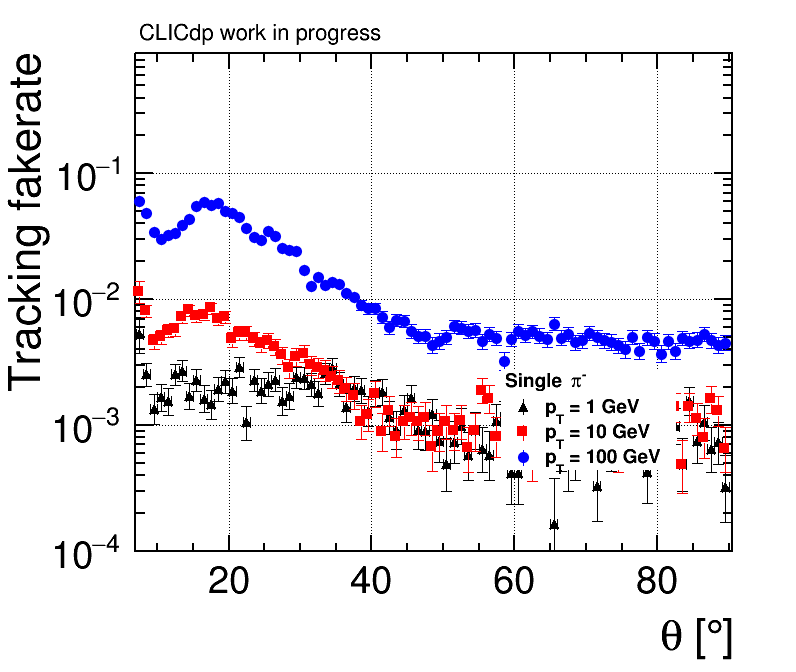 CLICdp work in progress
Tracking fakerate
10⁻¹
10⁻²
10⁻³
10⁻⁴
Single π⁻
p_T = 1 GeV
p_T = 10 GeV
p_T = 100 GeV
20 40 60 80
θ [°]